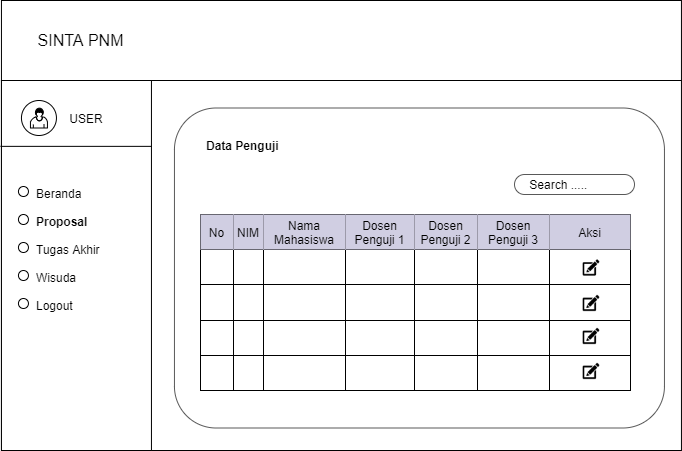 SINTA PNM
USER
Beranda
Proposal
Tugas Akhir
Wisuda
Logout
Data Penguji
Search .....
No NIM Nama Mahasiswa Dosen Penguji 1 Dosen Penguji 2 Dosen Penguji 3 Aksi